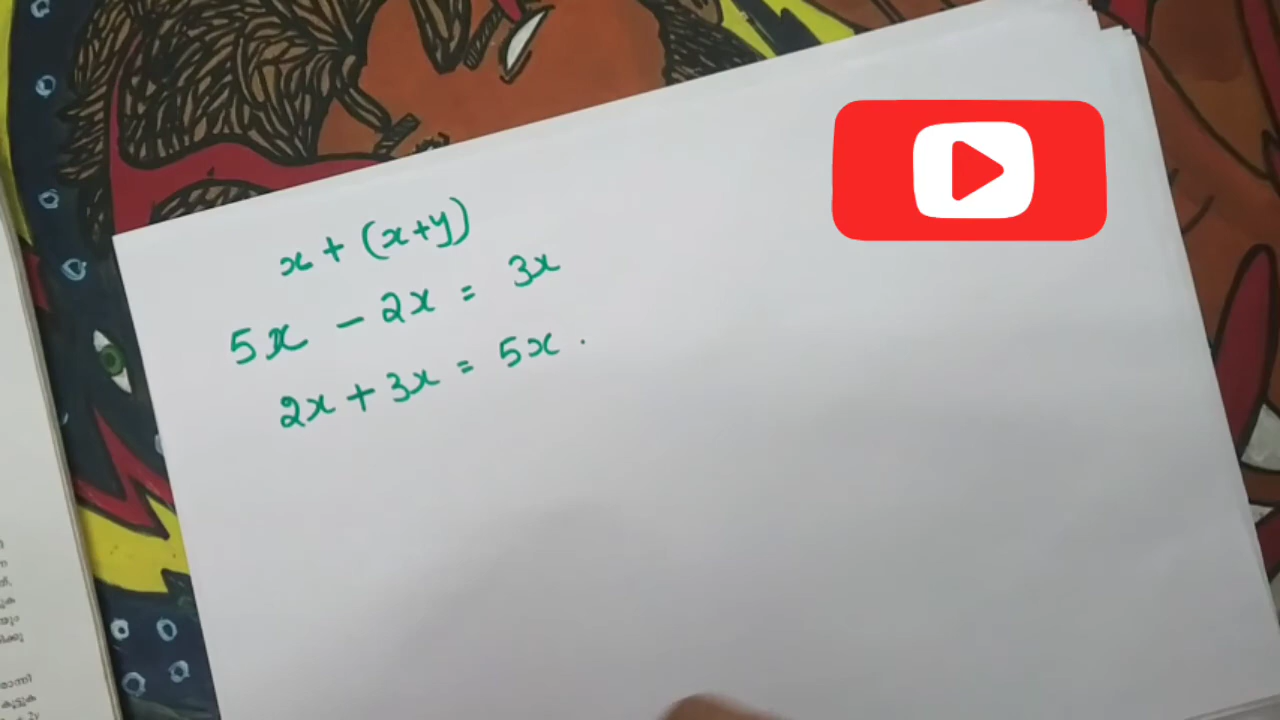 x + (x+y)
5x - 2x = 3x
2x + 3x = 5x .
കൂട്ടുക